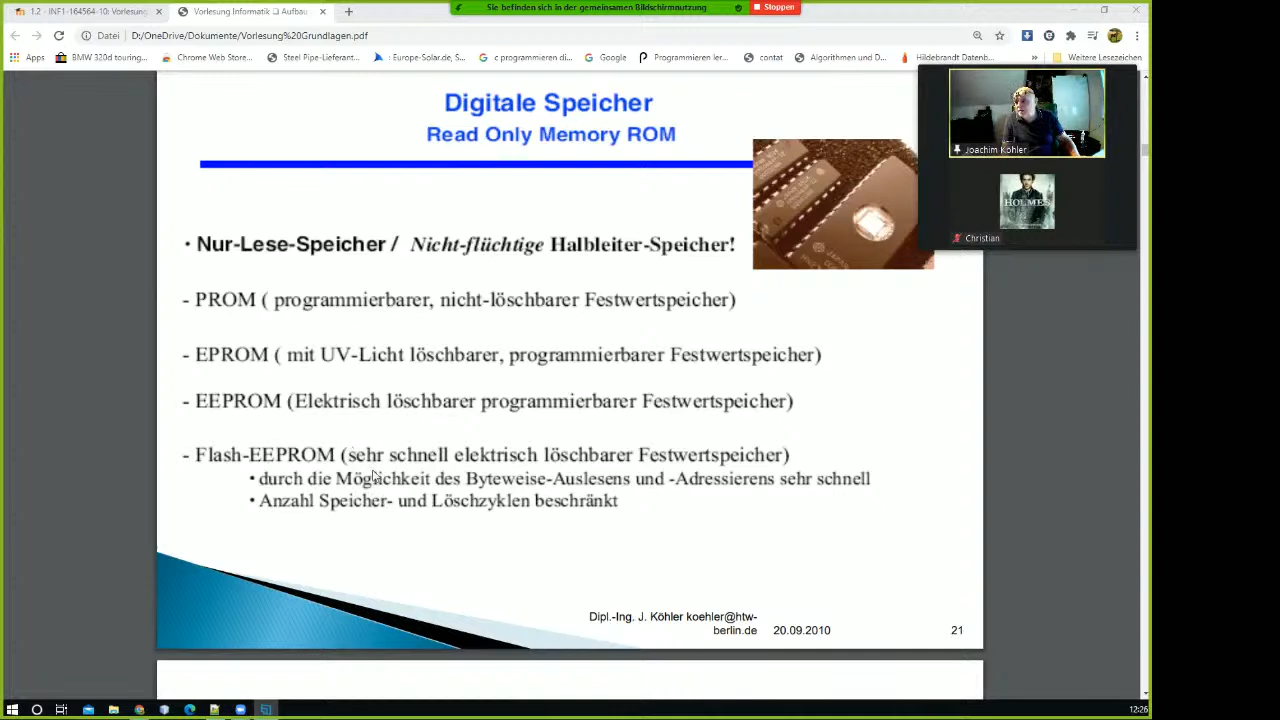 1.2 - INF1-164564-10: Vorlesung
Vorlesung Informatik ❑ Aufbau
Sie befinden sich in der gemeinsamen Bildschirmnutzung
Stoppen
Datei
D:/OneDrive/Dokumente/Vorlesung%20Grundlagen.pdf
Apps
BMW 320d touring...
Chrome Web Store...
Steel Pipe-Lieferant...
: Europe-Solar.de, S...
c programmieren di...
Google
Programmieren ler...
contat
Algorithmen und D...
Hildebrandt Datenb...
»
Weitere Lesezeichen
Digitale Speicher
Read Only Memory ROM
Joachim Köhler
HOLMES
Christian
• Nur-Lese-Speicher / Nicht-flüchtige Halbleiter-Speicher!
- PROM ( programmierbarer, nicht-löschbarer Festwertspeicher)
- EPROM ( mit UV-Licht löschbarer, programmierbarer Festwertspeicher)
- EEPROM (Elektrisch löschbarer programmierbarer Festwertspeicher)
- Flash-EEPROM (sehr schnell elektrisch löschbarer Festwertspeicher)
• durch die Möglichkeit des Byteweise-Auslesens und -Adressierens sehr schnell
• Anzahl Speicher- und Löschzyklen beschränkt
Dipl.-Ing. J. Köhler koehler@htw-
berlin.de
20.09.2010
21
12:26